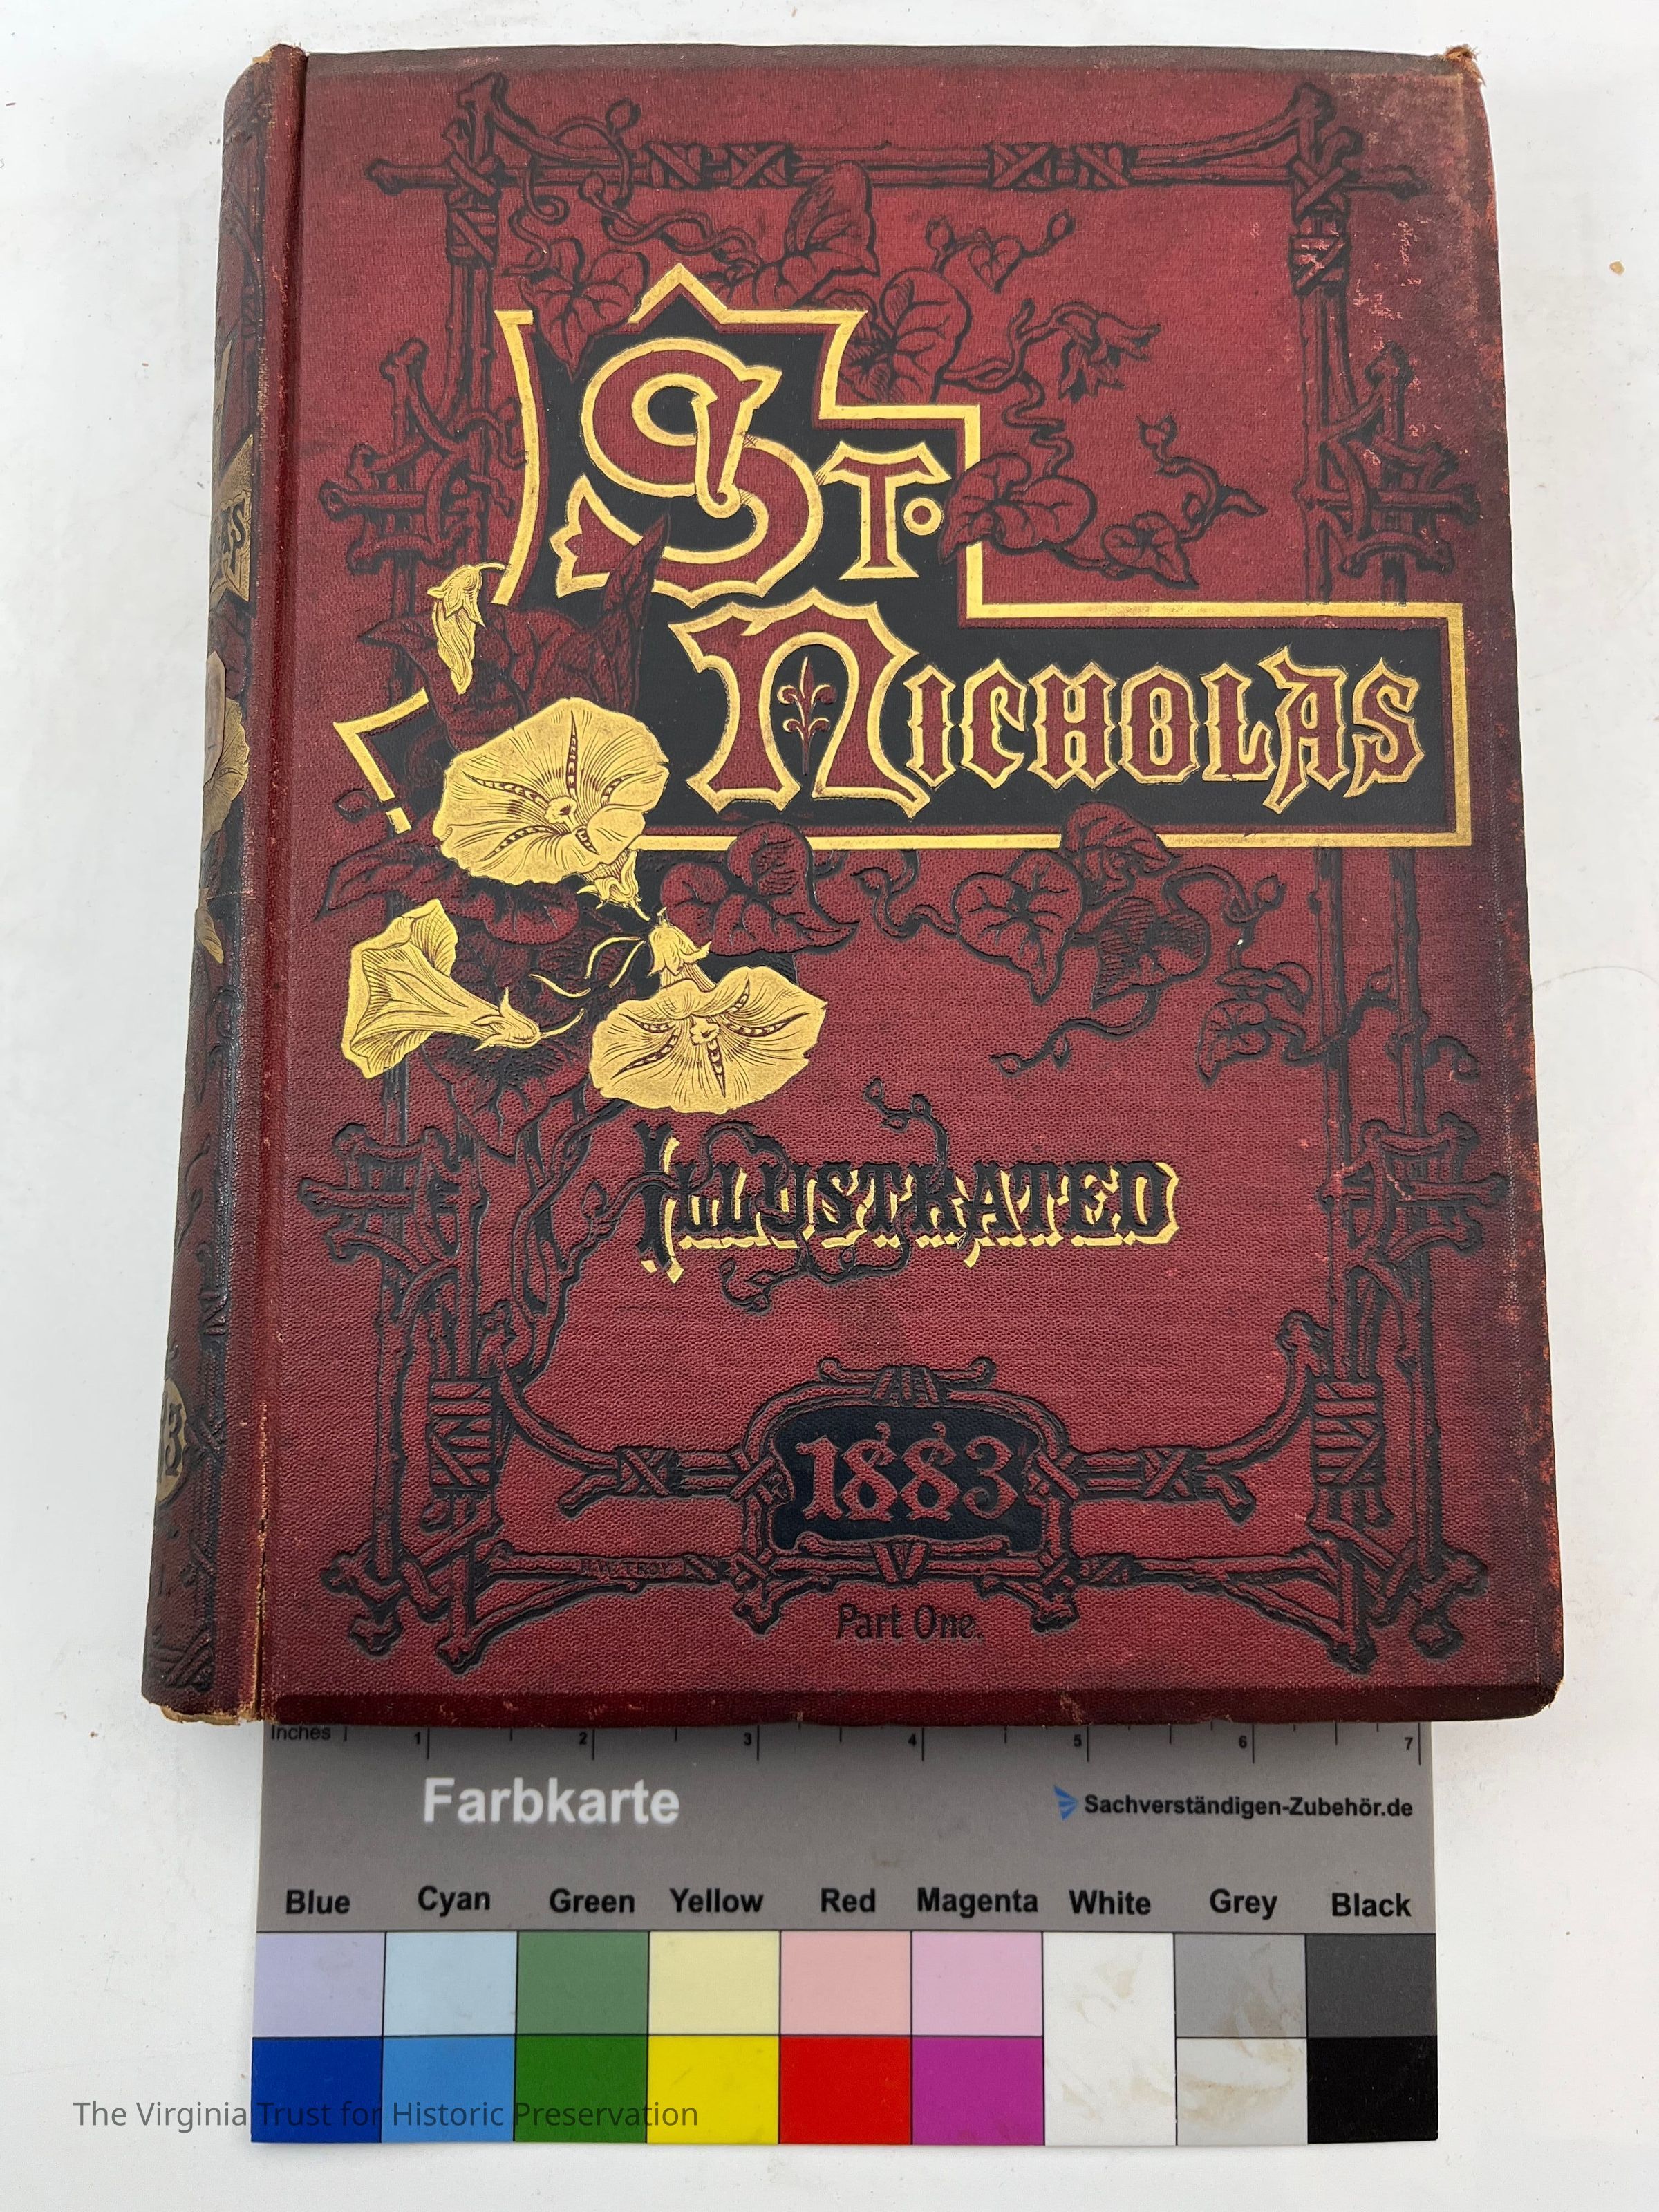 St.
Nicholas
Illustrated
1883
R.W. TROY
Part One.
Inches 1 2 3 4 5 6 7
Farbkarte
Sachverständigen-Zubehör.de
Blue Cyan Green Yellow Red Magenta White Grey Black
The Virginia Trust for Historic Preservation